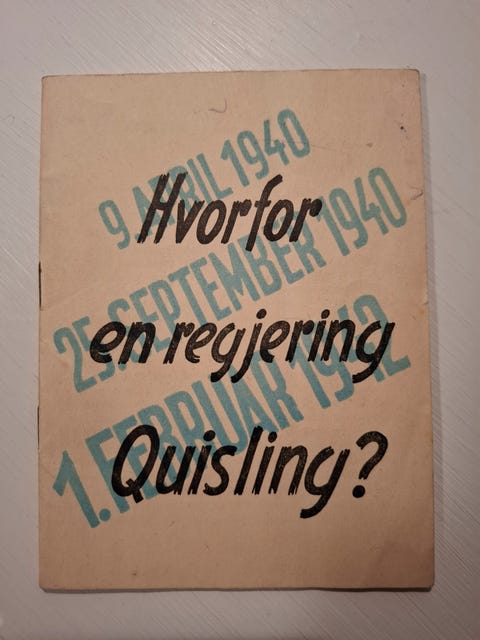 9. APRIL 1940
Hvorfor
25. SEPTEMBER 1940
en regjering
1. FEBRUAR 1942
Quisling?